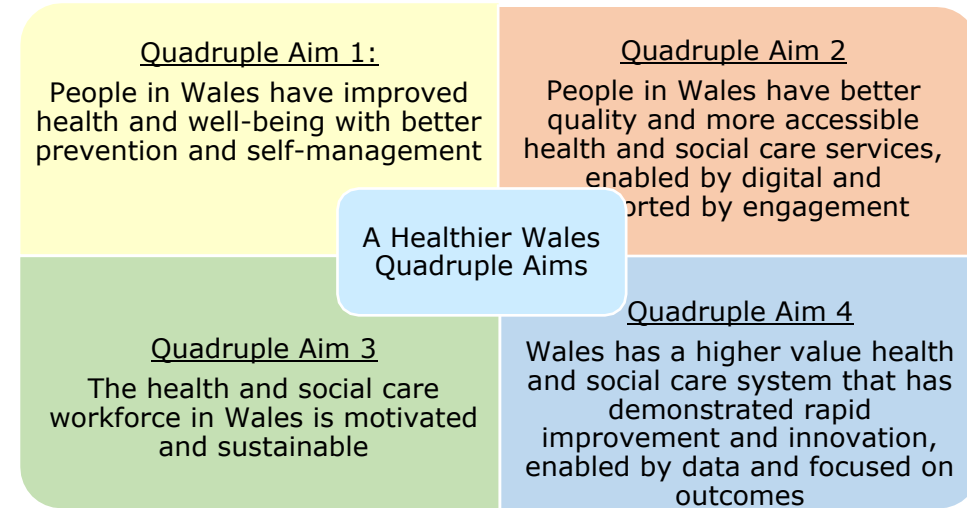 Quadruple Aim 1:
People in Wales have improved
health and well-being with better
prevention and self-management
Quadruple Aim 2
People in Wales have better
quality and more accessible
health and social care services,
enabled by digital and
orted by engagement
A Healthier Wales
Quadruple Aims
Quadruple Aim 3
The health and social care
workforce in Wales is motivated
and sustainable
Quadruple Aim 4
Wales has a higher value health
and social care system that has
demonstrated rapid
improvement and innovation,
enabled by data and focused on
outcomes